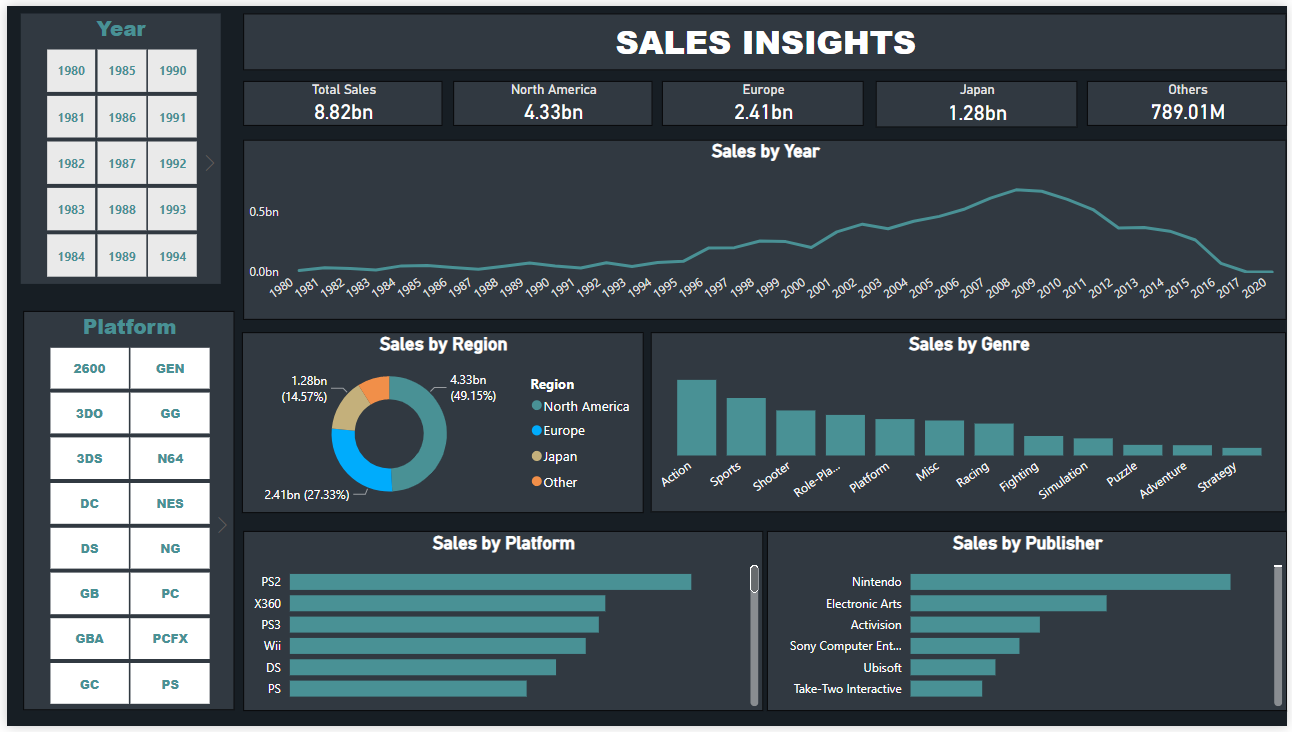 Year
1980 1985 1990
1981 1986 1991
1982 1987 1992
1983 1988 1993
1984 1989 1994
Platform
2600 GEN
3DO GG
3DS N64
DC NES
DS NG
GB PC
GBA PCFX
GC PS
SALES INSIGHTS
Total Sales
8.82bn
North America
4.33bn
Europe
2.41bn
Japan
1.28bn
Others
789.01M
Sales by Year
0.5bn
0.0bn
1980 1981 1982 1983 1984 1985 1986 1987 1988 1989 1990 1991 1992 1993 1994 1995 1996 1997 1998 1999 2000 2001 2002 2003 2004 2005 2006 2007 2008 2009 2010 2011 2012 2013 2014 2015 2016 2017 2020
Sales by Region
1.28bn
(14.57%)
4.33bn
(49.15%)
2.41bn (27.33%)
Region
North America
Europe
Japan
Other
Sales by Genre
Action Sports Shooter Role-Pla... Platform Misc Racing Fighting Simulation Puzzle Adventure Strategy
Sales by Platform
PS2
X360
PS3
Wii
DS
PS
Sales by Publisher
Nintendo
Electronic Arts
Activision
Sony Computer Ent...
Ubisoft
Take-Two Interactive